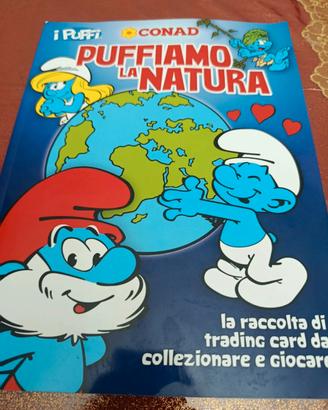 i PUFFi CONAD
PUFFIAMO
LA NATURA
la raccolta di
trading card da
collezionare e giocare